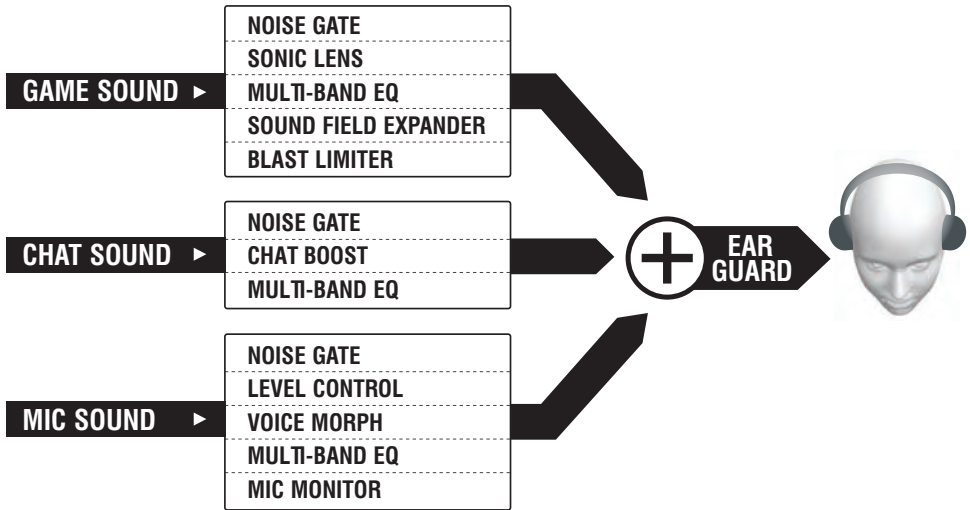 GAME SOUND ►
NOISE GATE
SONIC LENS
MULTI-BAND EQ
SOUND FIELD EXPANDER
BLAST LIMITER
CHAT SOUND ►
NOISE GATE
CHAT BOOST
MULTI-BAND EQ
MIC SOUND ►
NOISE GATE
LEVEL CONTROL
VOICE MORPH
MULTI-BAND EQ
MIC MONITOR
+
EAR
GUARD